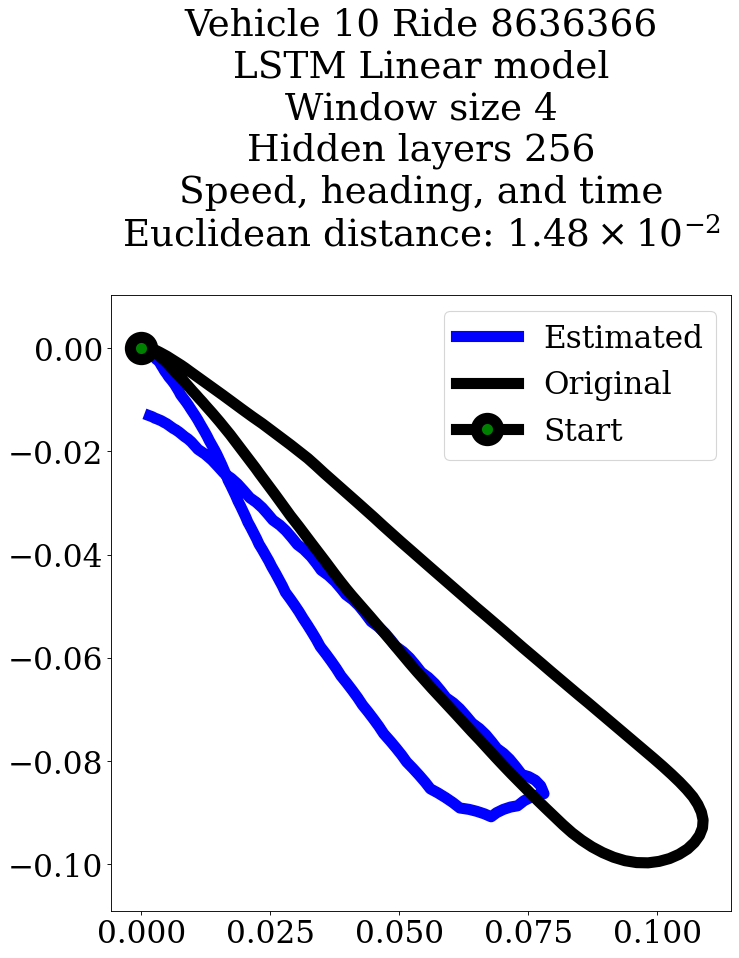 Vehicle 10 Ride 8636366
LSTM Linear model
Window size 4
Hidden layers 256
Speed, heading, and time
Euclidean distance: 1.48 × 10⁻²
Estimated
Original
Start
0.00
−0.02
−0.04
−0.06
−0.08
−0.10
0.000 0.025 0.050 0.075 0.100